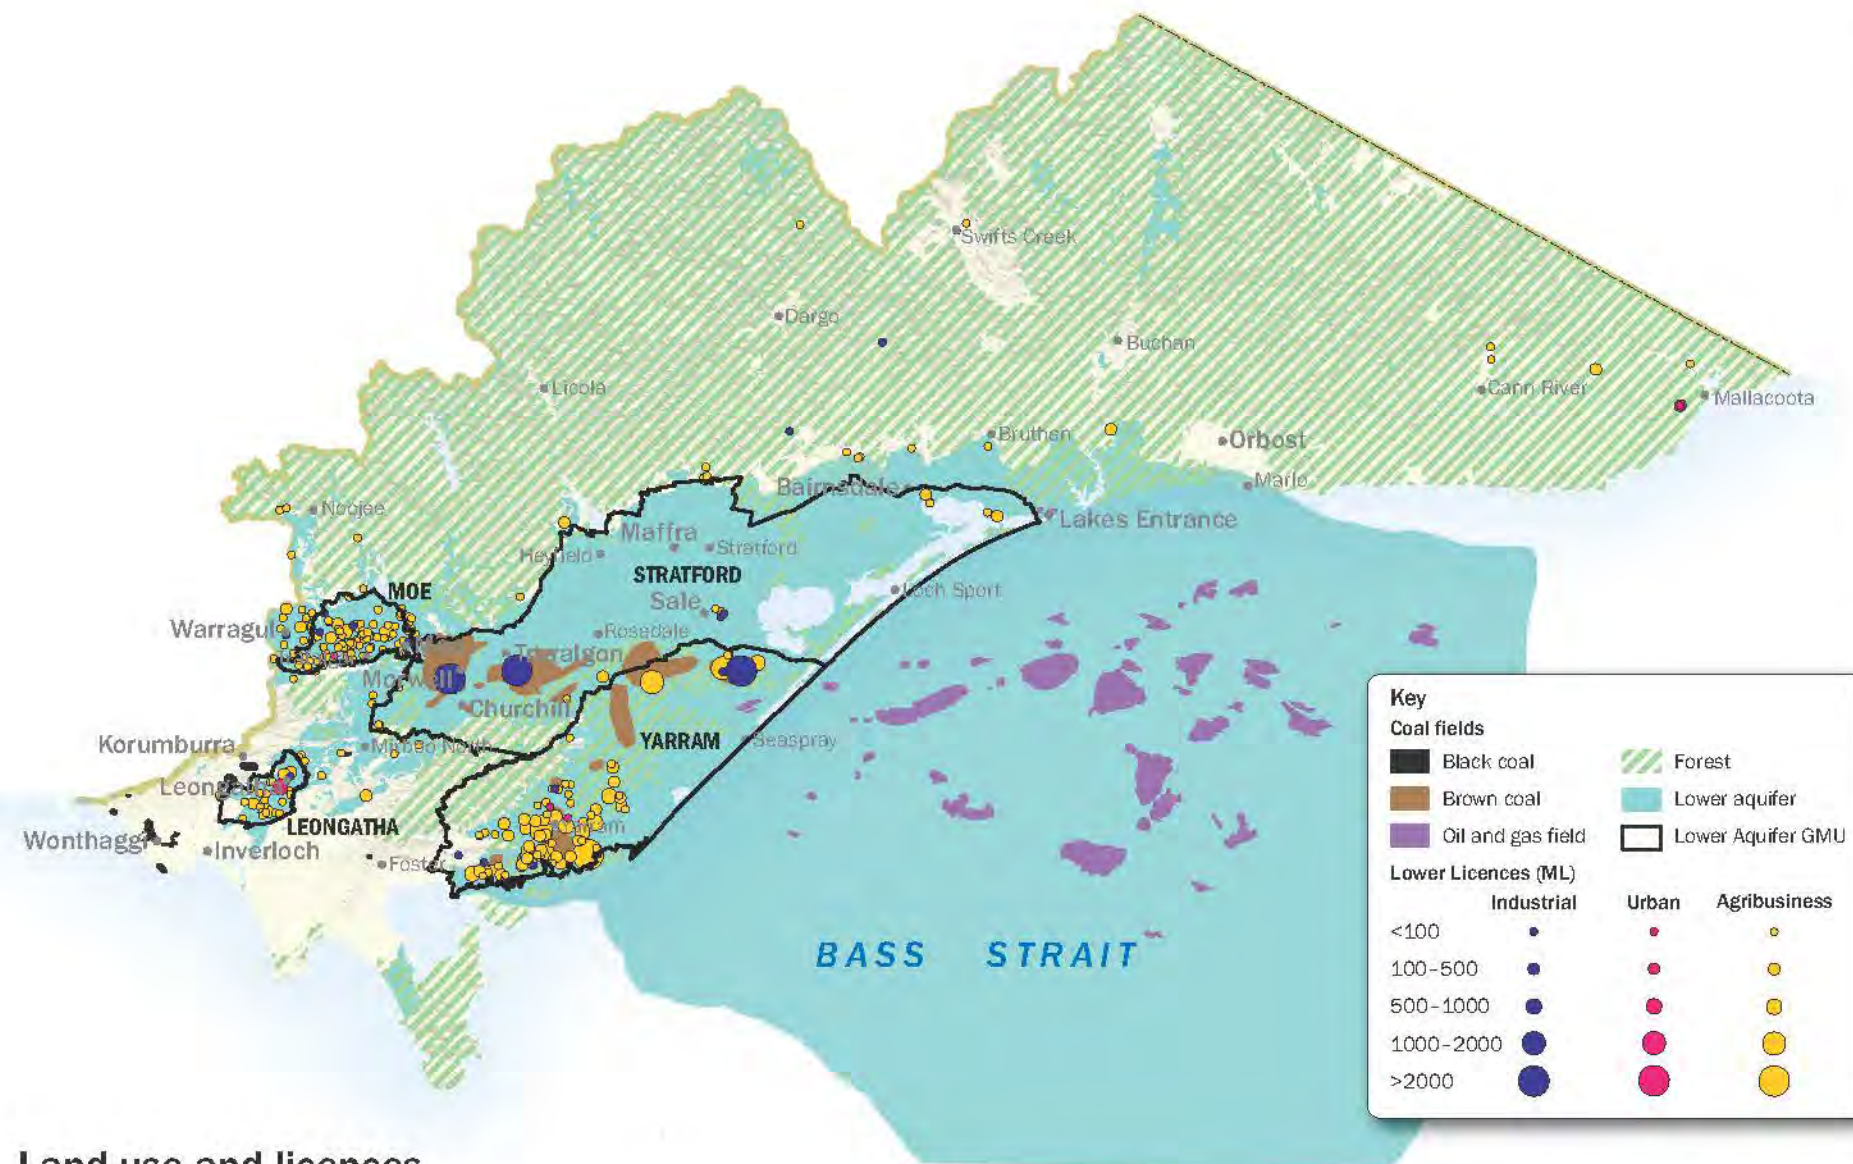 Swifts Creek
Dargo
Buchan
Licola
Cann River
Mallacoota
Bruthen
Orbost
Marlo
Bairnsdale
Noojee
Lakes Entrance
Maffra
Heyfield
Stratford
STRATFORD
MOE
Loch Sport
Sale
Warragul
Rosedale
Traralgon
Morwell
Churchill
Korumburra
Mirboo North
YARRAM
Seaspray
Leongatha
LEONGATHA
Yarram
Wonthaggi
Inverloch
Foster
BASS STRAIT
Key
Coal fields
Black coal
Brown coal
Oil and gas field
Forest
Lower aquifer
Lower Aquifer GMU
Lower Licences (ML)
Industrial Urban Agribusiness
<100
100-500
500-1000
1000-2000
>2000
Land use and licences